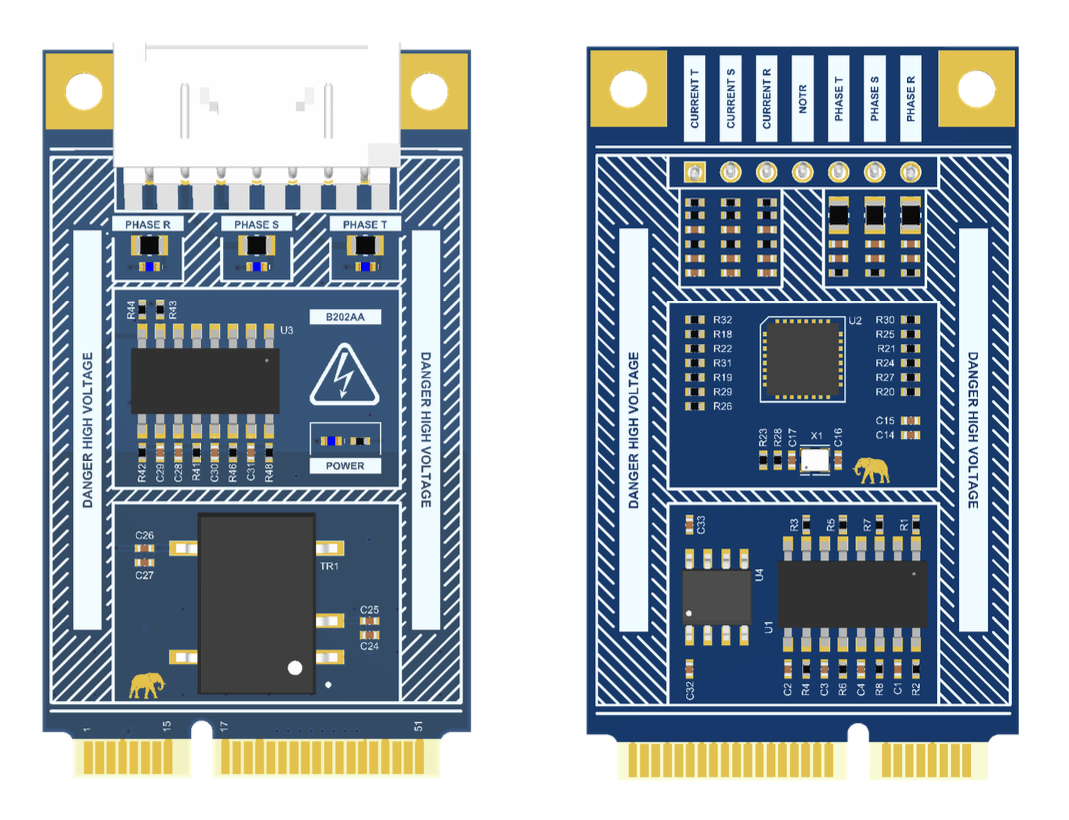 PHASE R
PHASE S
PHASE T
R44
R43
U3
B202AA
DANGER HIGH VOLTAGE
DANGER HIGH VOLTAGE
POWER
R42
C29
C28
R41
C30
R46
C31
R48
C26
C27
TR1
C25
C24
1
15
17
51
CURRENT T
CURRENT S
CURRENT R
NOTR
PHASE T
PHASE S
PHASE R
R32
R18
R22
R31
R19
R29
R26
U2
R30
R25
R21
R24
R27
R20
C15
C14
DANGER HIGH VOLTAGE
DANGER HIGH VOLTAGE
R23
R28
C17
X1
C16
C33
R3
R5
R7
R1
U4
U1
C32
C2
R4
C3
R6
C4
R8
C1
R2